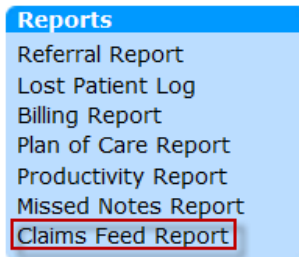 Reports
Referral Report
Lost Patient Log
Billing Report
Plan of Care Report
Productivity Report
Missed Notes Report
Claims Feed Report